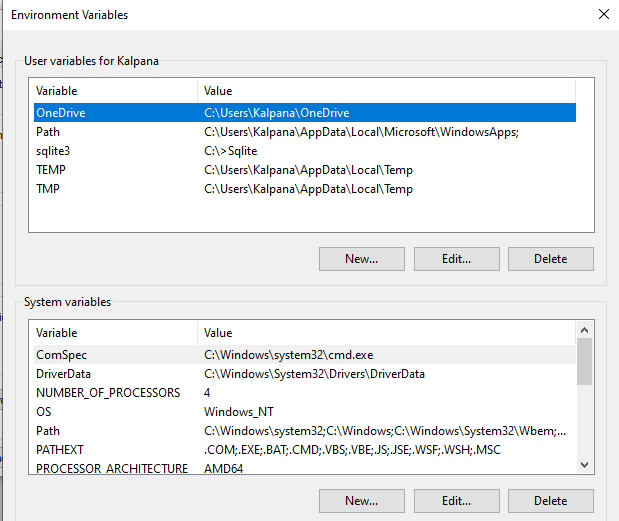 Environment Variables
User variables for Kalpana
Variable Value
OneDrive C:\Users\Kalpana\OneDrive
Path C:\Users\Kalpana\AppData\Local\Microsoft\WindowsApps;
sqlite3 C:\>Sqlite
TEMP C:\Users\Kalpana\AppData\Local\Temp
TMP C:\Users\Kalpana\AppData\Local\Temp
New... Edit... Delete
System variables
Variable Value
ComSpec C:\Windows\system32\cmd.exe
DriverData C:\Windows\System32\Drivers\DriverData
NUMBER_OF_PROCESSORS 4
OS Windows_NT
Path C:\Windows\system32;C:\Windows;C:\Windows\System32\Wbem;...
PATHEXT .COM;.EXE;.BAT;.CMD;.VBS;.VBE;.JS;.JSE;.WSF;.WSH;.MSC
PROCESSOR_ARCHITECTURE AMD64
New... Edit... Delete